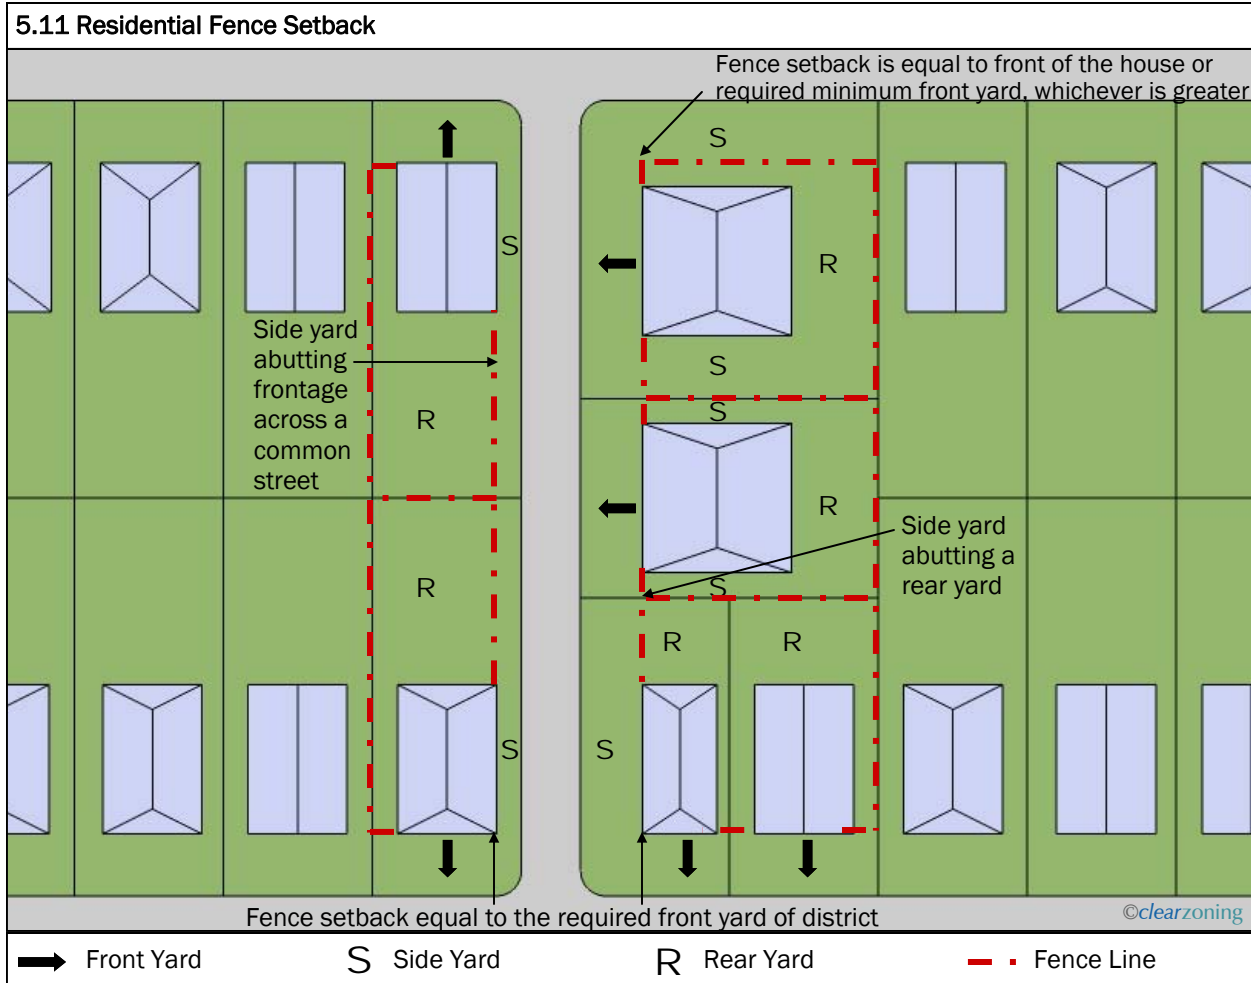 5.11 Residential Fence Setback
Fence setback is equal to front of the house or
required minimum front yard, whichever is greater
S
S
R
S
Side yard
abutting
frontage
across a
common
street
R
S
R
Side yard
abutting a
rear yard
R
S
R
R
S
S
Fence setback equal to the required front yard of district
©clearzoning
Front Yard
S Side Yard
R Rear Yard
Fence Line